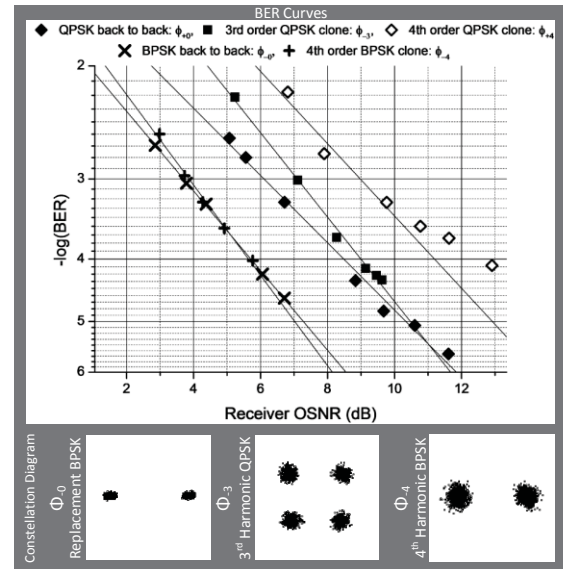 BER Curves
QPSK back to back: ϕ+0, 3rd order QPSK clone: ϕ-3, 4th order QPSK clone: ϕ+4
BPSK back to back: ϕ-0, 4th order BPSK clone: ϕ-4
2
3
4
5
6
-log(BER)
2 4 6 8 10 12
Receiver OSNR (dB)
Constellation Diagram
Φ-0
Replacement BPSK
Φ-3
3rd Harmonic QPSK
Φ-4
4th Harmonic BPSK